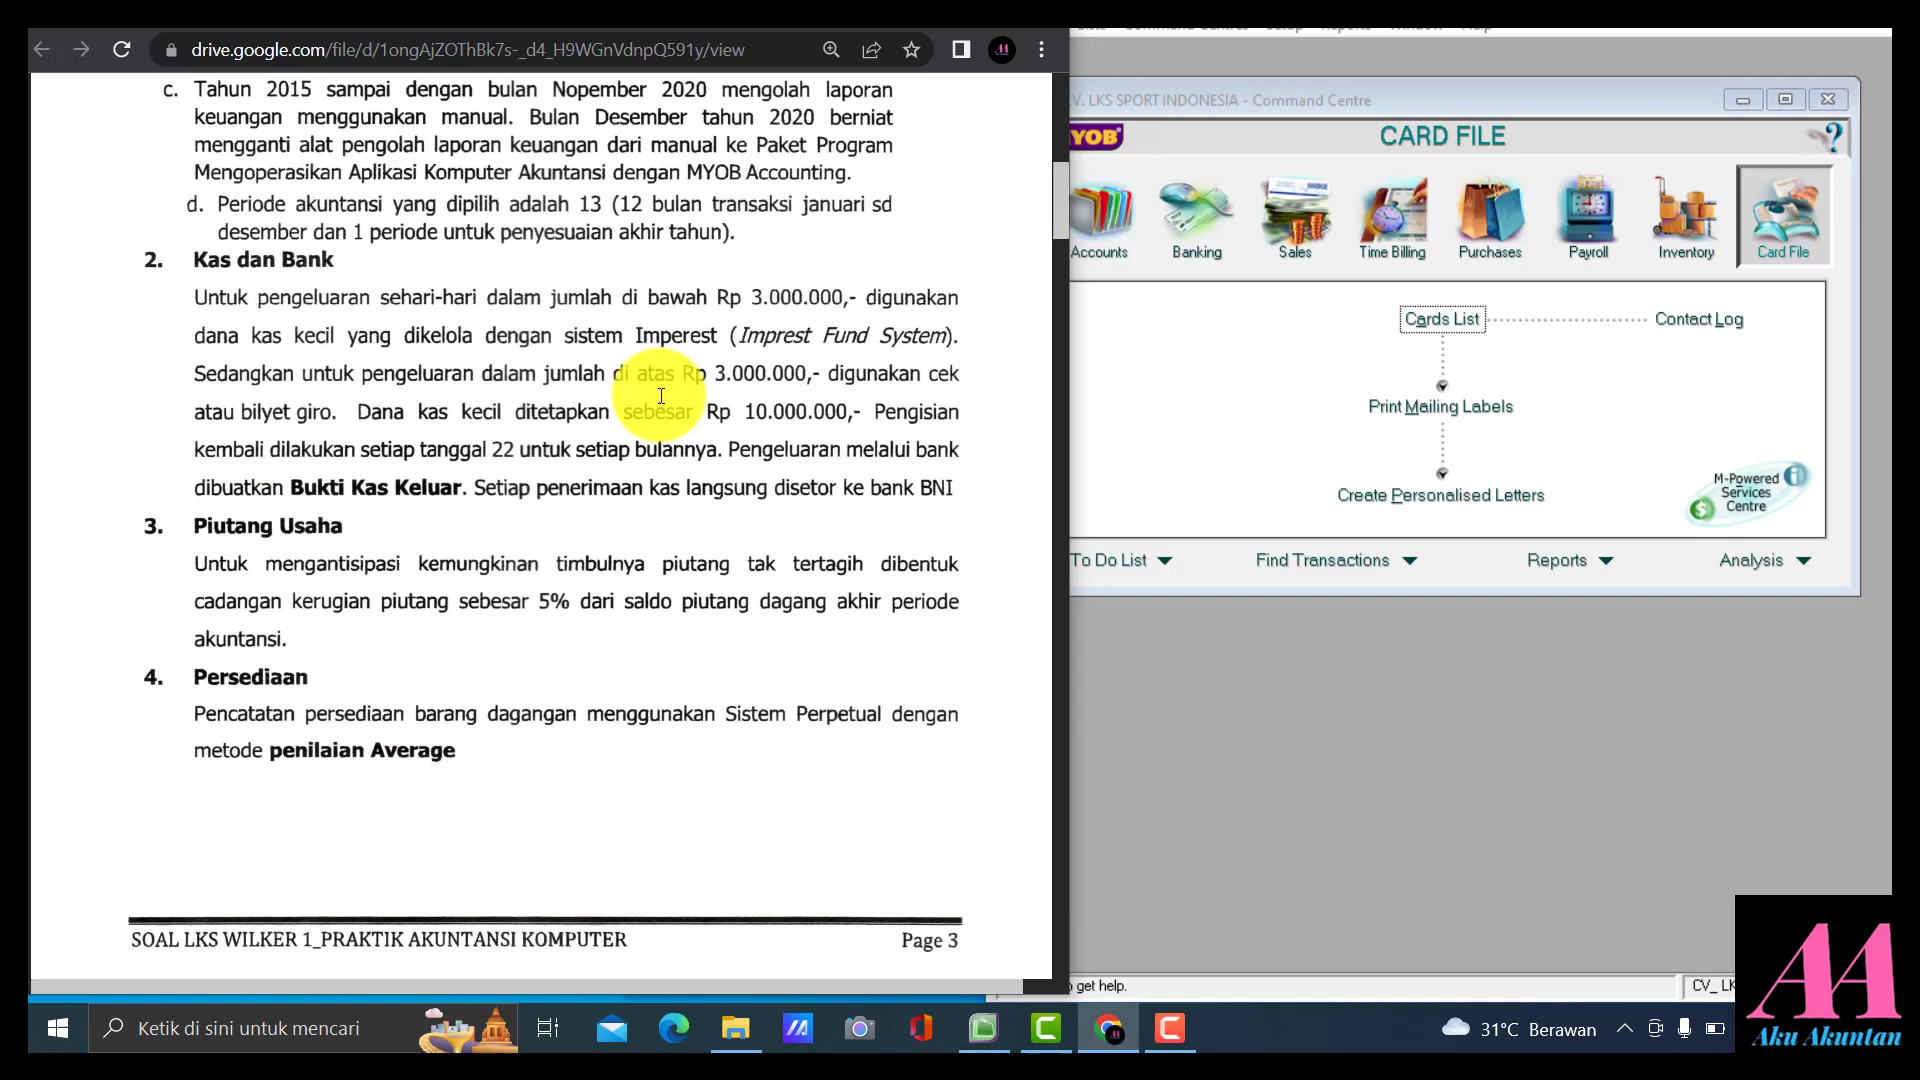 drive.google.com/file/d/1ongAjZOThBk7s-_d4_H9WGnVdnpQ591y/view
c. Tahun 2015 sampai dengan bulan Nopember 2020 mengolah laporan
keuangan menggunakan manual. Bulan Desember tahun 2020 berniat
mengganti alat pengolah laporan keuangan dari manual ke Paket Program
Mengoperasikan Aplikasi Komputer Akuntansi dengan MYOB Accounting.
d. Periode akuntansi yang dipilih adalah 13 (12 bulan transaksi januari sd
desember dan 1 periode untuk penyesuaian akhir tahun).
2. Kas dan Bank
Untuk pengeluaran sehari-hari dalam jumlah di bawah Rp 3.000.000,- digunakan
dana kas kecil yang dikelola dengan sistem Imperest (Imprest Fund System).
Sedangkan untuk pengeluaran dalam jumlah di atas Rp 3.000.000,- digunakan cek
atau bilyet giro. Dana kas kecil ditetapkan sebesar Rp 10.000.000,- Pengisian
kembali dilakukan setiap tanggal 22 untuk setiap bulannya. Pengeluaran melalui bank
dibuatkan Bukti Kas Keluar. Setiap penerimaan kas langsung disetor ke bank BNI
3. Piutang Usaha
Untuk mengantisipasi kemungkinan timbulnya piutang tak tertagih dibentuk
cadangan kerugian piutang sebesar 5% dari saldo piutang dagang akhir periode
akuntansi.
4. Persediaan
Pencatatan persediaan barang dagangan menggunakan Sistem Perpetual dengan
metode penilaian Average
SOAL LKS WILKER 1_PRAKTIK AKUNTANSI KOMPUTER Page 3
V. LKS SPORT INDONESIA - Command Centre
YOB CARD FILE
Accounts Banking Sales Time Billing Purchases Payroll Inventory Card File
INVOICE
Cards List Contact Log
Print Mailing Labels
M-Powered
Services
Centre
Create Personalised Letters
To Do List Find Transactions Reports Analysis
get help. CV_ LK
Ketik di sini untuk mencari
31°C Berawan
AA
Aku Akuntan